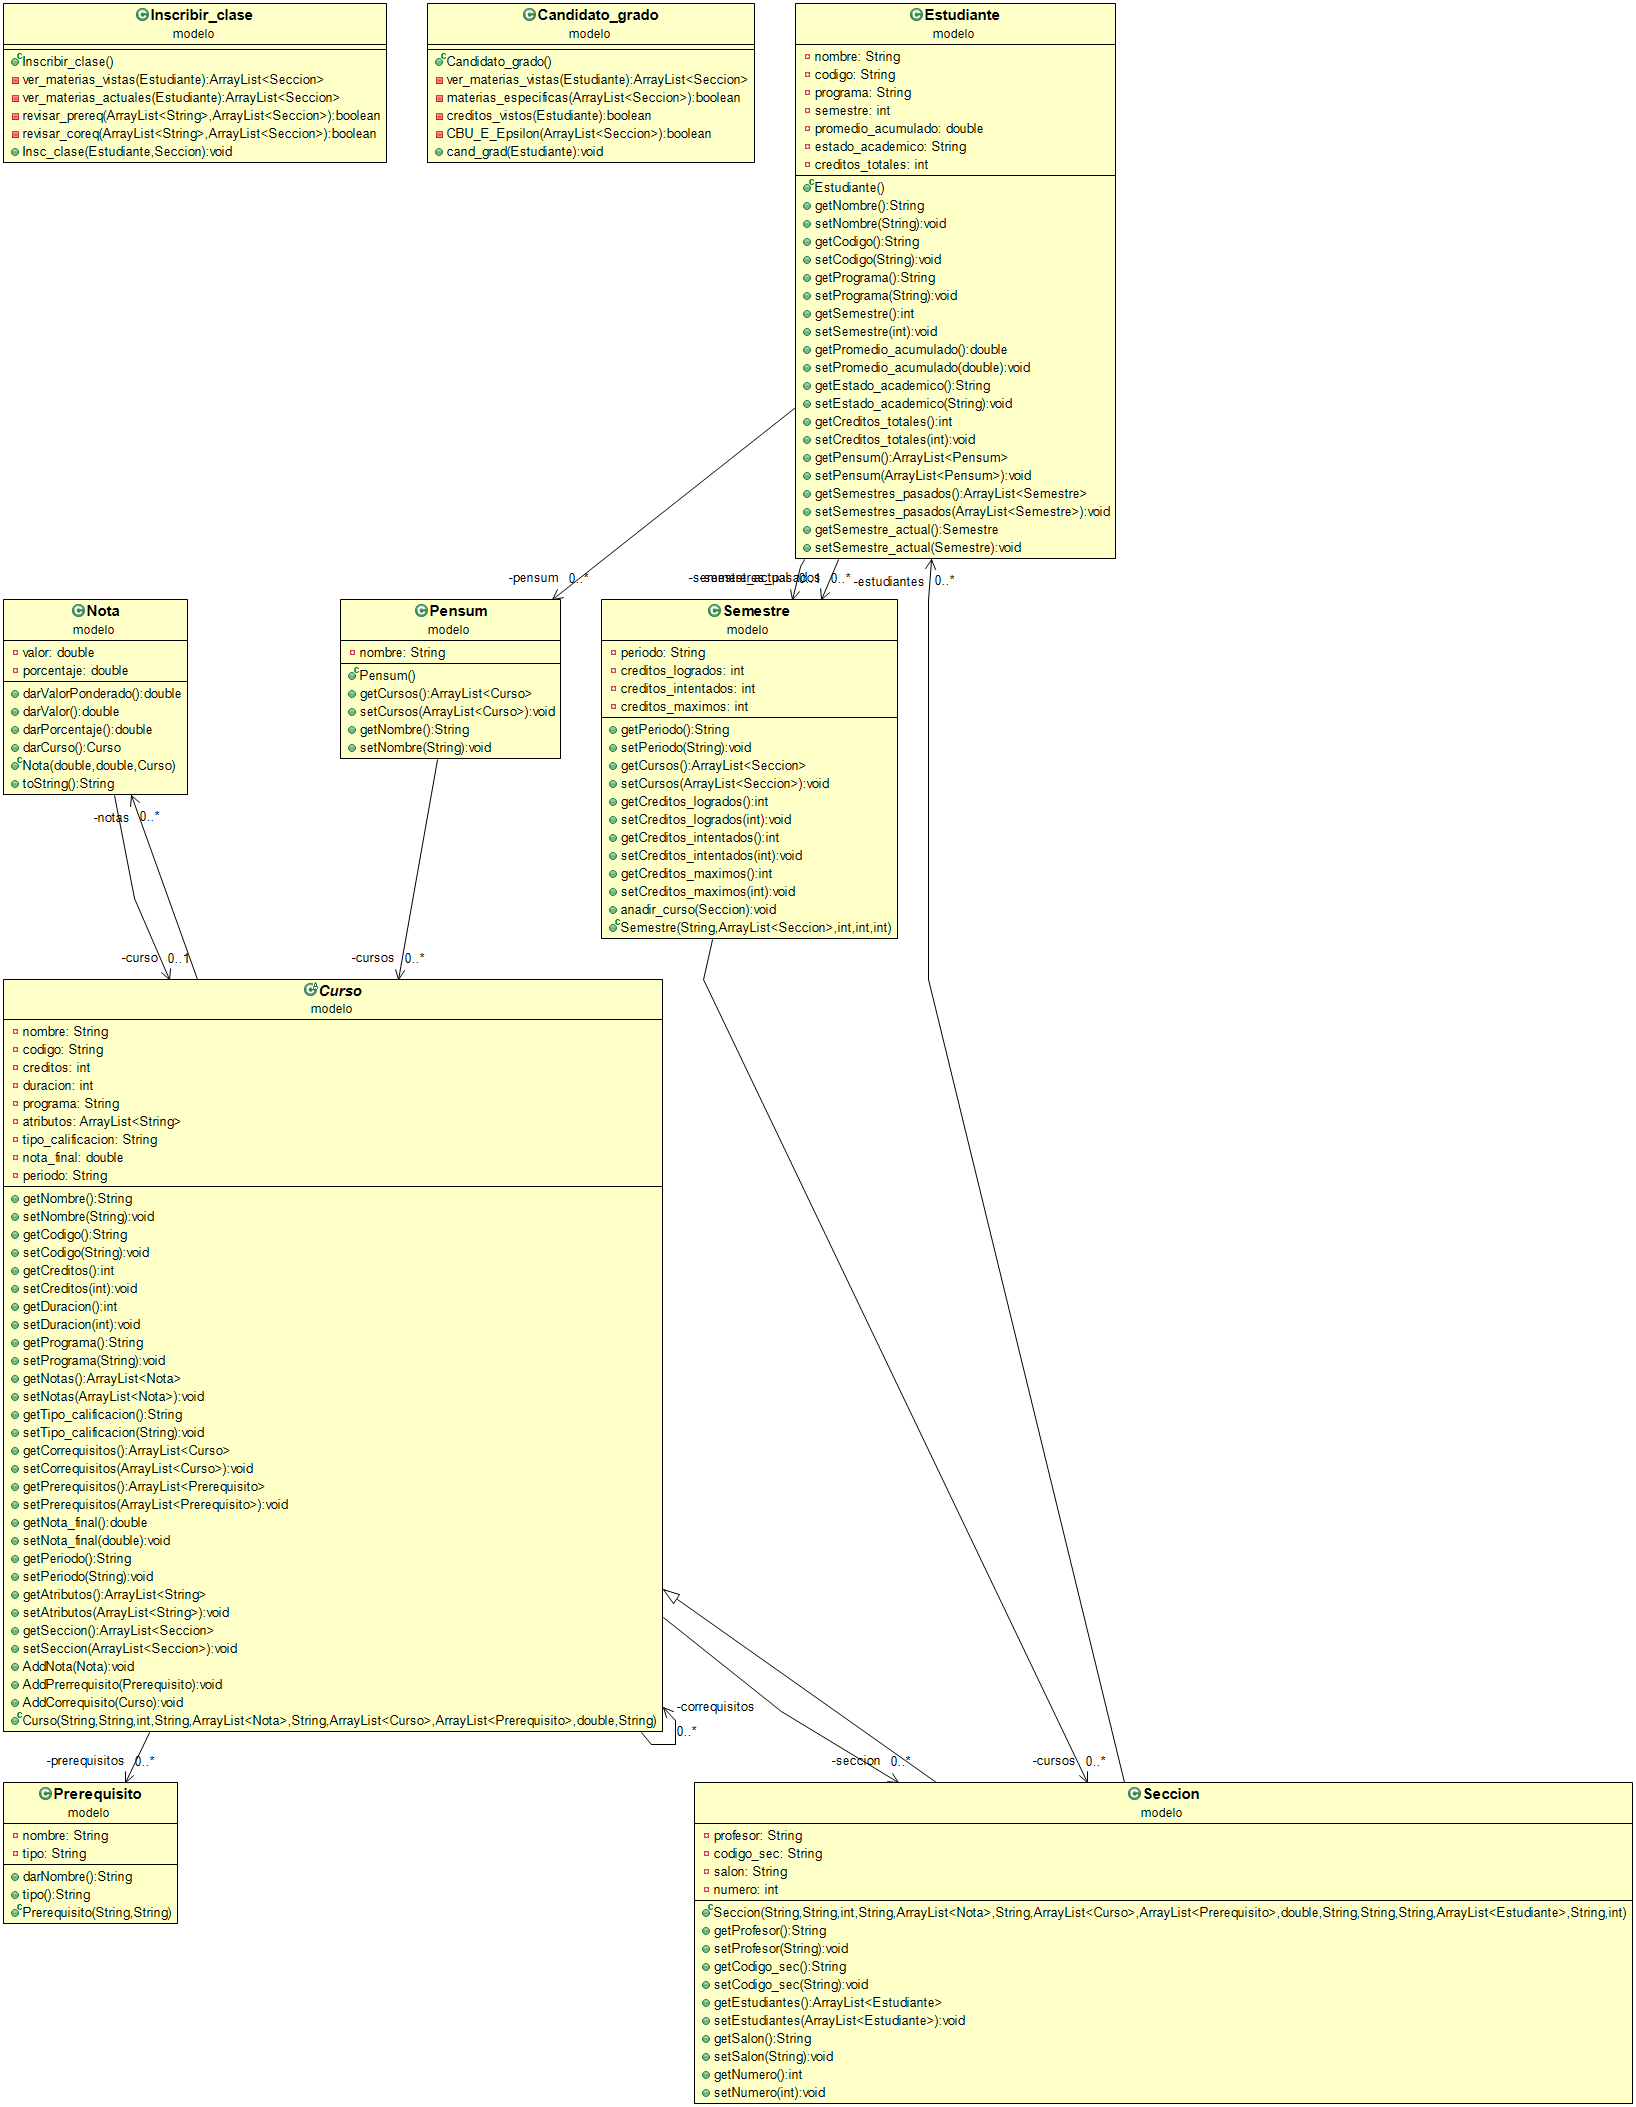 Inscribir_clase
modelo
Inscribir_clase()
ver_materias_vistas(Estudiante):ArrayList<Seccion>
ver_materias_actuales(Estudiante):ArrayList<Seccion>
revisar_prereq(ArrayList<String>,ArrayList<Seccion>):boolean
revisar_coreq(ArrayList<String>,ArrayList<Seccion>):boolean
Insc_clase(Estudiante,Seccion):void
Candidato_grado
modelo
Candidato_grado()
ver_materias_vistas(Estudiante):ArrayList<Seccion>
materias_especificas(ArrayList<Seccion>):boolean
creditos_vistos(Estudiante):boolean
CBU_E_Epsilon(ArrayList<Seccion>):boolean
cand_grad(Estudiante):void
Estudiante
modelo
nombre: String
codigo: String
programa: String
semestre: int
promedio_acumulado: double
estado_academico: String
creditos_totales: int
Estudiante()
getNombre():String
setNombre(String):void
getCodigo():String
setCodigo(String):void
getPrograma():String
setPrograma(String):void
getSemestre():int
setSemestre(int):void
getPromedio_acumulado():double
setPromedio_acumulado(double):void
getEstado_academico():String
setEstado_academico(String):void
getCreditos_totales():int
setCreditos_totales(int):void
getPensum():ArrayList<Pensum>
setPensum(ArrayList<Pensum>):void
getSemestres_pasados():ArrayList<Semestre>
setSemestres_pasados(ArrayList<Semestre>):void
getSemestre_actual():Semestre
setSemestre_actual(Semestre):void
-pensum 0..*
0..*
-estudiantes 0..*
Nota
modelo
valor: double
porcentaje: double
darValorPonderado():double
darValor():double
darPorcentaje():double
darCurso():Curso
Nota(double,double,Curso)
toString():String
-notas 0..*
Pensum
modelo
nombre: String
Pensum()
getCursos():ArrayList<Curso>
setCursos(ArrayList<Curso>):void
getNombre():String
setNombre(String):void
Semestre
modelo
periodo: String
creditos_logrados: int
creditos_intentados: int
creditos_maximos: int
getPeriodo():String
setPeriodo(String):void
getCursos():ArrayList<Seccion>
setCursos(ArrayList<Seccion>):void
getCreditos_logrados():int
setCreditos_logrados(int):void
getCreditos_intentados():int
setCreditos_intentados(int):void
getCreditos_maximos():int
setCreditos_maximos(int):void
anadir_curso(Seccion):void
Semestre(String,ArrayList<Seccion>,int,int,int)
-curso 0..1
-cursos 0..*
Curso
modelo
nombre: String
codigo: String
creditos: int
duracion: int
programa: String
atributos: ArrayList<String>
tipo_calificacion: String
nota_final: double
periodo: String
getNombre():String
setNombre(String):void
getCodigo():String
setCodigo(String):void
getCreditos():int
setCreditos(int):void
getDuracion():int
setDuracion(int):void
getPrograma():String
setPrograma(String):void
getNotas():ArrayList<Nota>
setNotas(ArrayList<Nota>):void
getTipo_calificacion():String
setTipo_calificacion(String):void
getCorrequisitos():ArrayList<Curso>
setCorrequisitos(ArrayList<Curso>):void
getPrerequisitos():ArrayList<Prerequisito>
setPrerequisitos(ArrayList<Prerequisito>):void
getNota_final():double
setNota_final(double):void
getPeriodo():String
setPeriodo(String):void
getAtributos():ArrayList<String>
setAtributos(ArrayList<String>):void
getSeccion():ArrayList<Seccion>
setSeccion(ArrayList<Seccion>):void
AddNota(Nota):void
AddPrerrequisito(Prerequisito):void
AddCorrequisito(Curso):void
Curso(String,String,int,String,ArrayList<Nota>,String,ArrayList<Curso>,ArrayList<Prerequisito>,double,String)
-correquisitos
0..*
-prerequisitos 0..*
-seccion 0..*
-cursos 0..*
Prerequisito
modelo
nombre: String
tipo: String
darNombre():String
tipo():String
Prerequisito(String,String)
Seccion
modelo
profesor: String
codigo_sec: String
salon: String
numero: int
Seccion(String,String,int,String,ArrayList<Nota>,String,ArrayList<Curso>,ArrayList<Prerequisito>,double,String,String,String,ArrayList<Estudiante>,String,int)
getProfesor():String
setProfesor(String):void
getCodigo_sec():String
setCodigo_sec(String):void
getEstudiantes():ArrayList<Estudiante>
setEstudiantes(ArrayList<Estudiante>):void
getSalon():String
setSalon(String):void
getNumero():int
setNumero(int):void